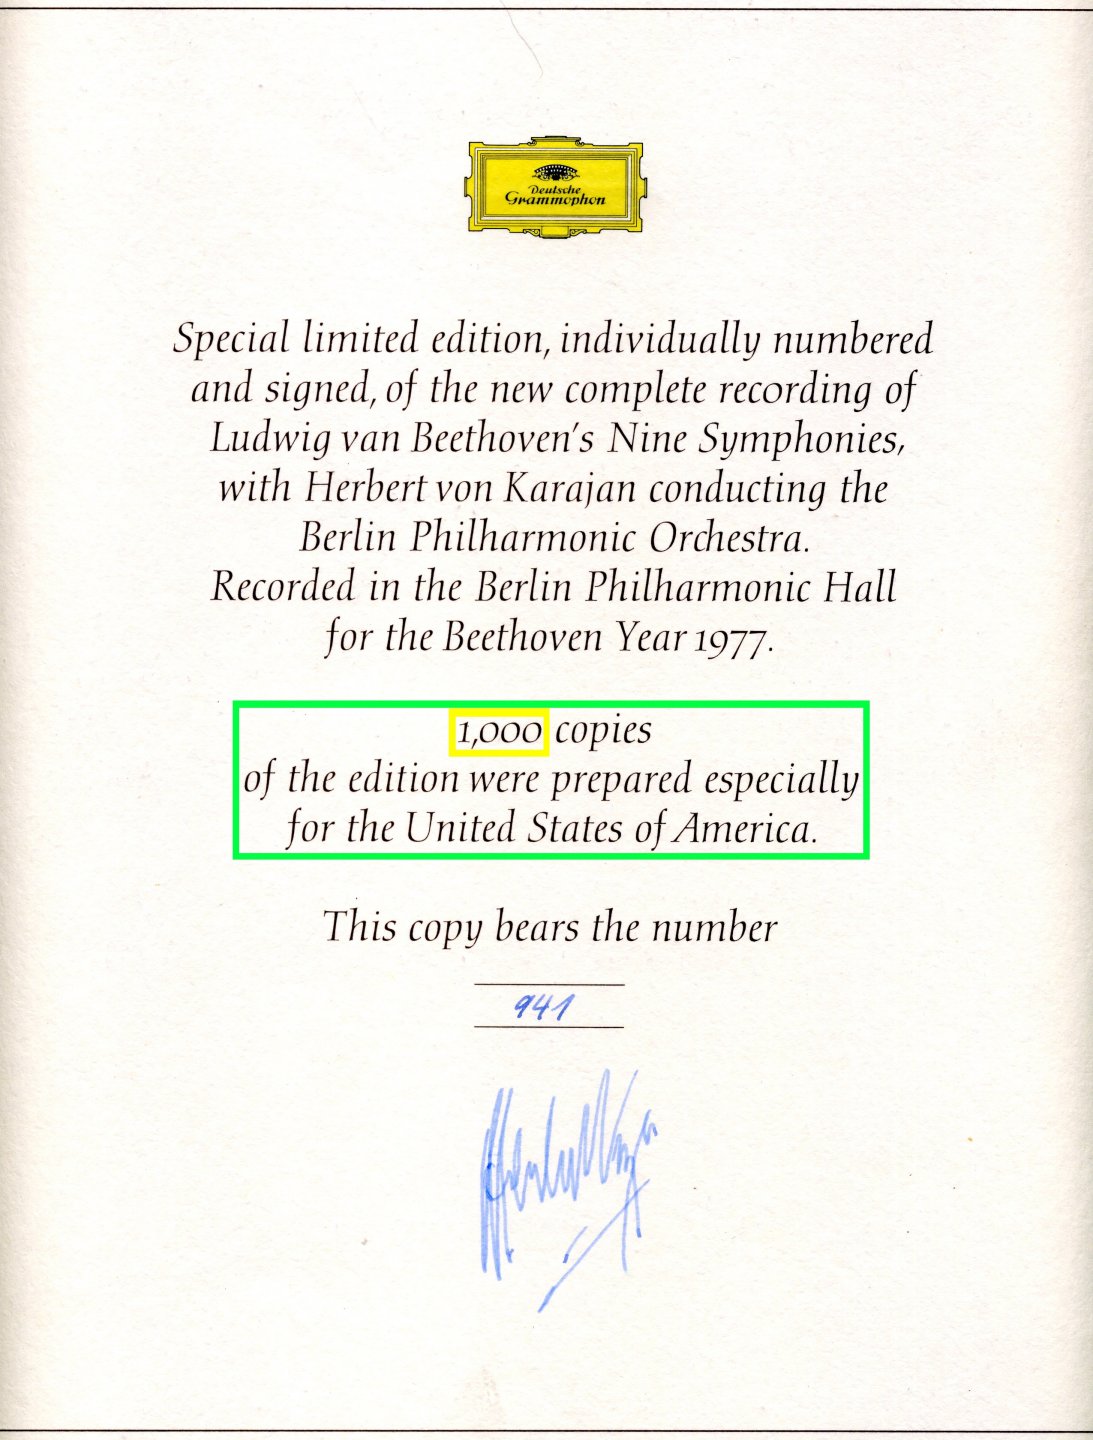 Deutsche
Grammophon
Special limited edition, individually numbered
and signed, of the new complete recording of
Ludwig van Beethoven's Nine Symphonies,
with Herbert von Karajan conducting the
Berlin Philharmonic Orchestra.
Recorded in the Berlin Philharmonic Hall
for the Beethoven Year 1977.
1,000 copies
of the edition were prepared especially
for the United States of America.
This copy bears the number
941